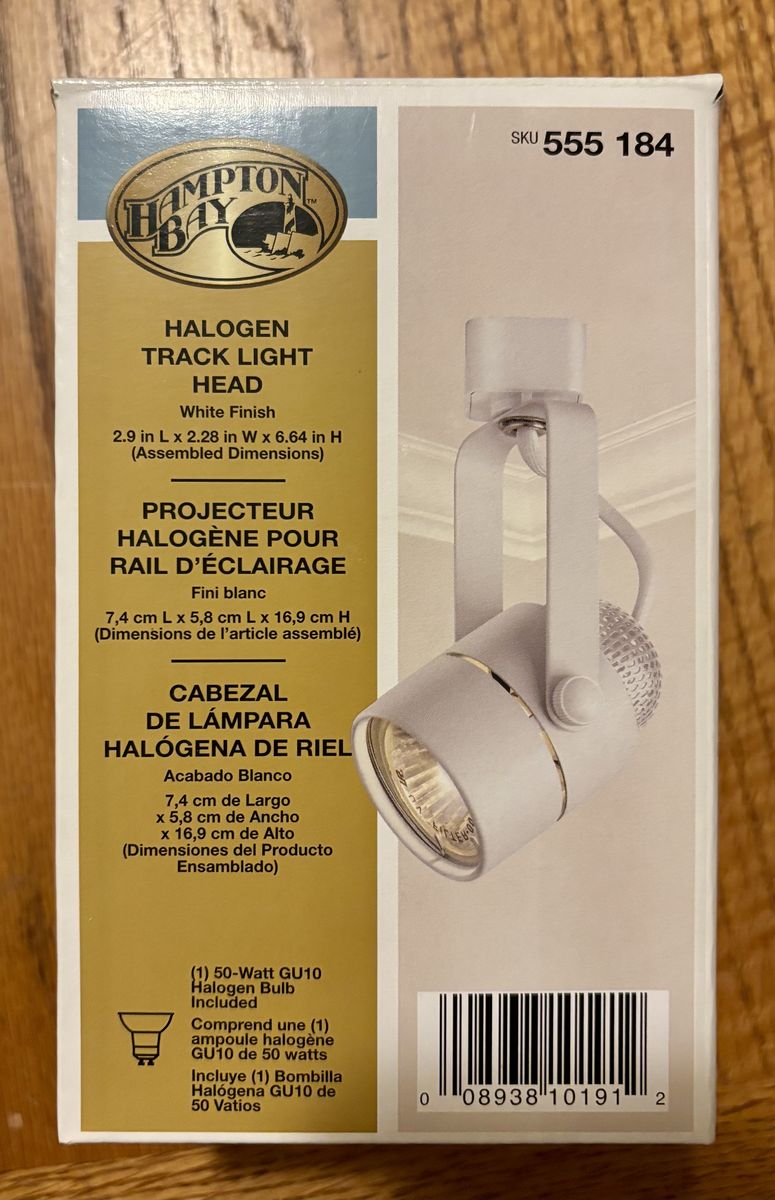 HAMPTON
BAY™
SKU 555 184
HALOGEN
TRACK LIGHT
HEAD
White Finish
2.9 in L x 2.28 in W x 6.64 in H
(Assembled Dimensions)
PROJECTEUR
HALOGÈNE POUR
RAIL D'ÉCLAIRAGE
Fini blanc
7,4 cm L x 5,8 cm L x 16,9 cm H
(Dimensions de l'article assemblé)
CABEZAL
DE LÁMPARA
HALÓGENA DE RIEL
Acabado Blanco
7,4 cm de Largo
x 5,8 cm de Ancho
x 16,9 cm de Alto
(Dimensiones del Producto
Ensamblado)
(1) 50-Watt GU10
Halogen Bulb
Included
Comprend une (1)
ampoule halogène
GU10 de 50 watts
Incluye (1) Bombilla
Halógena GU10 de
50 Vatios
0 08938 10191 2